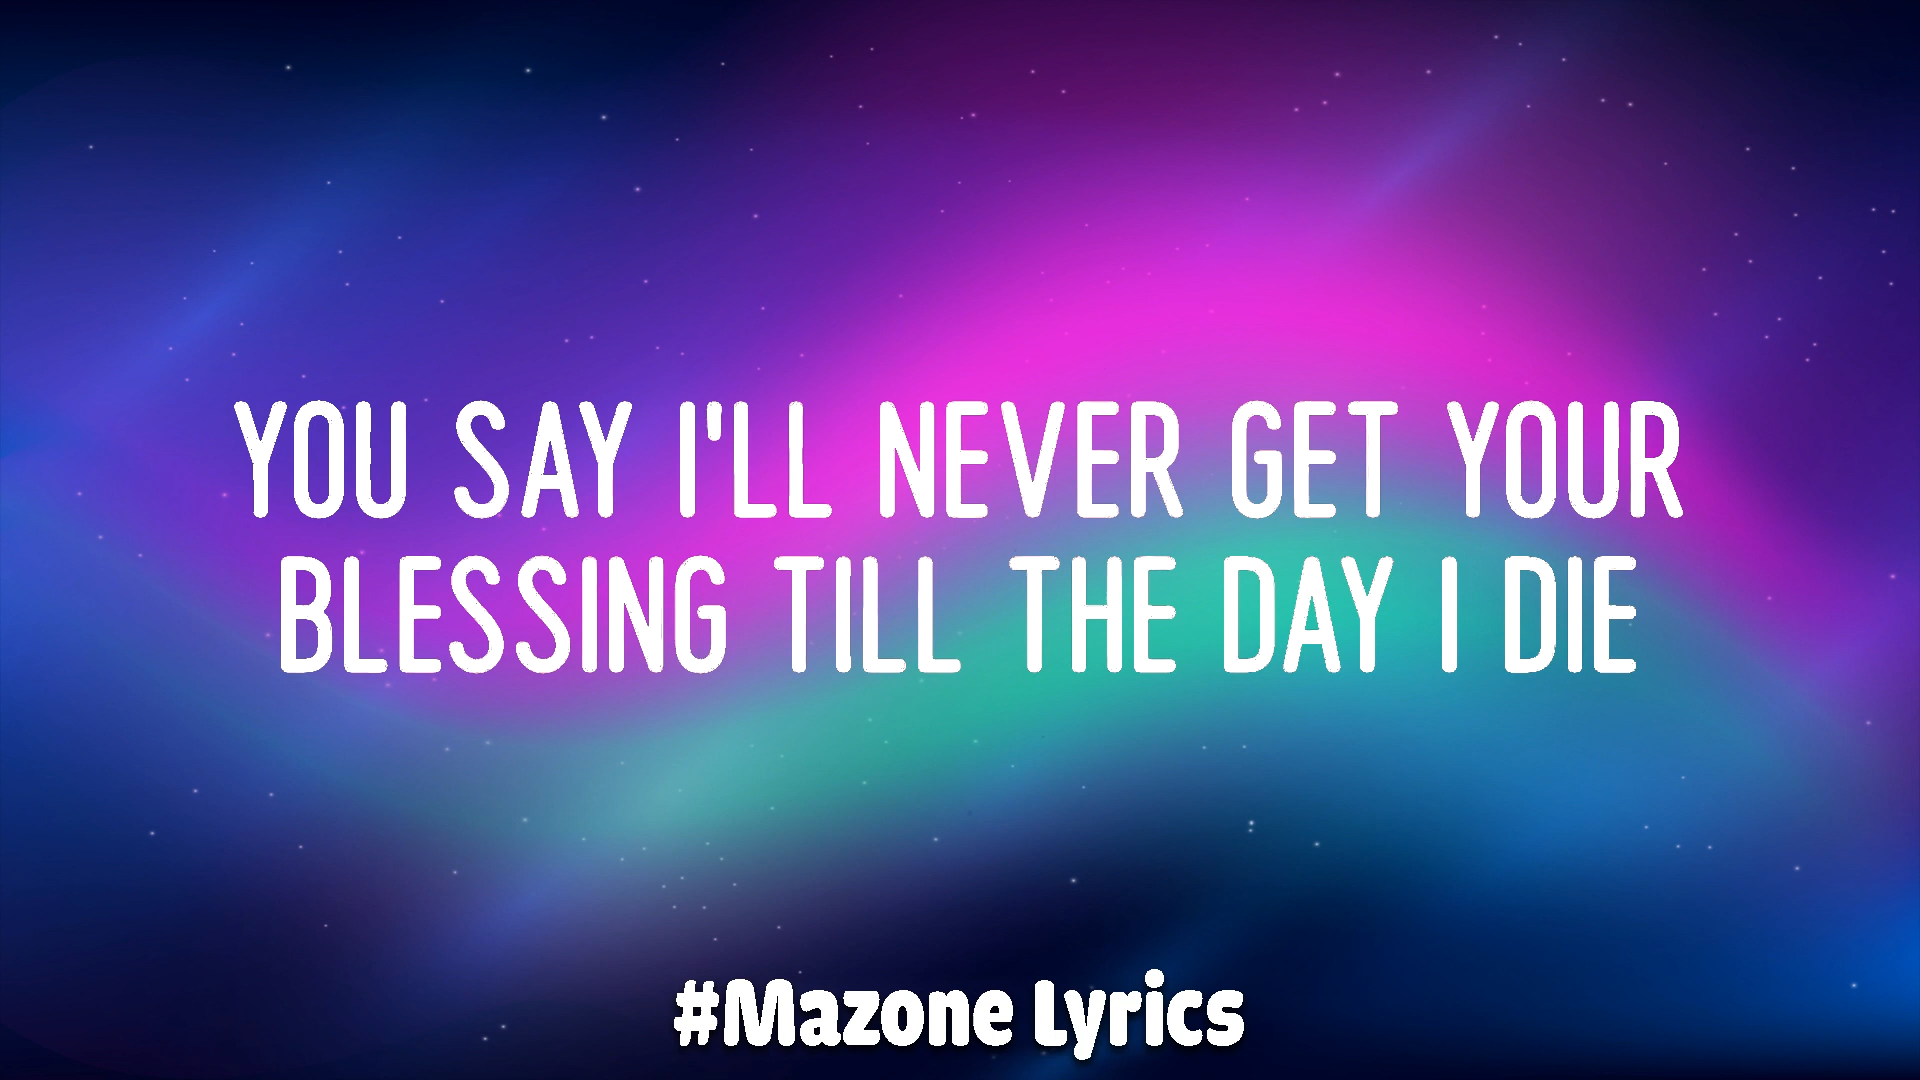 YOU SAY I'LL NEVER GET YOUR
BLESSING TILL THE DAY I DIE
#Mazone Lyrics